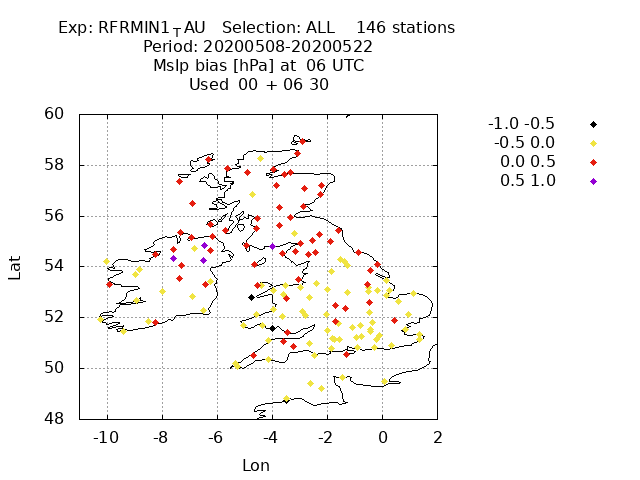 Exp: RFRMIN1TAU Selection: ALL 146 stations
Period: 20200508-20200522
Mslp bias [hPa] at 06 UTC
Used 00 + 06 30
-1.0 -0.5
-0.5 0.0
0.0 0.5
0.5 1.0
60
58
56
54
52
50
48
Lat
-10 -8 -6 -4 -2 0 2
Lon